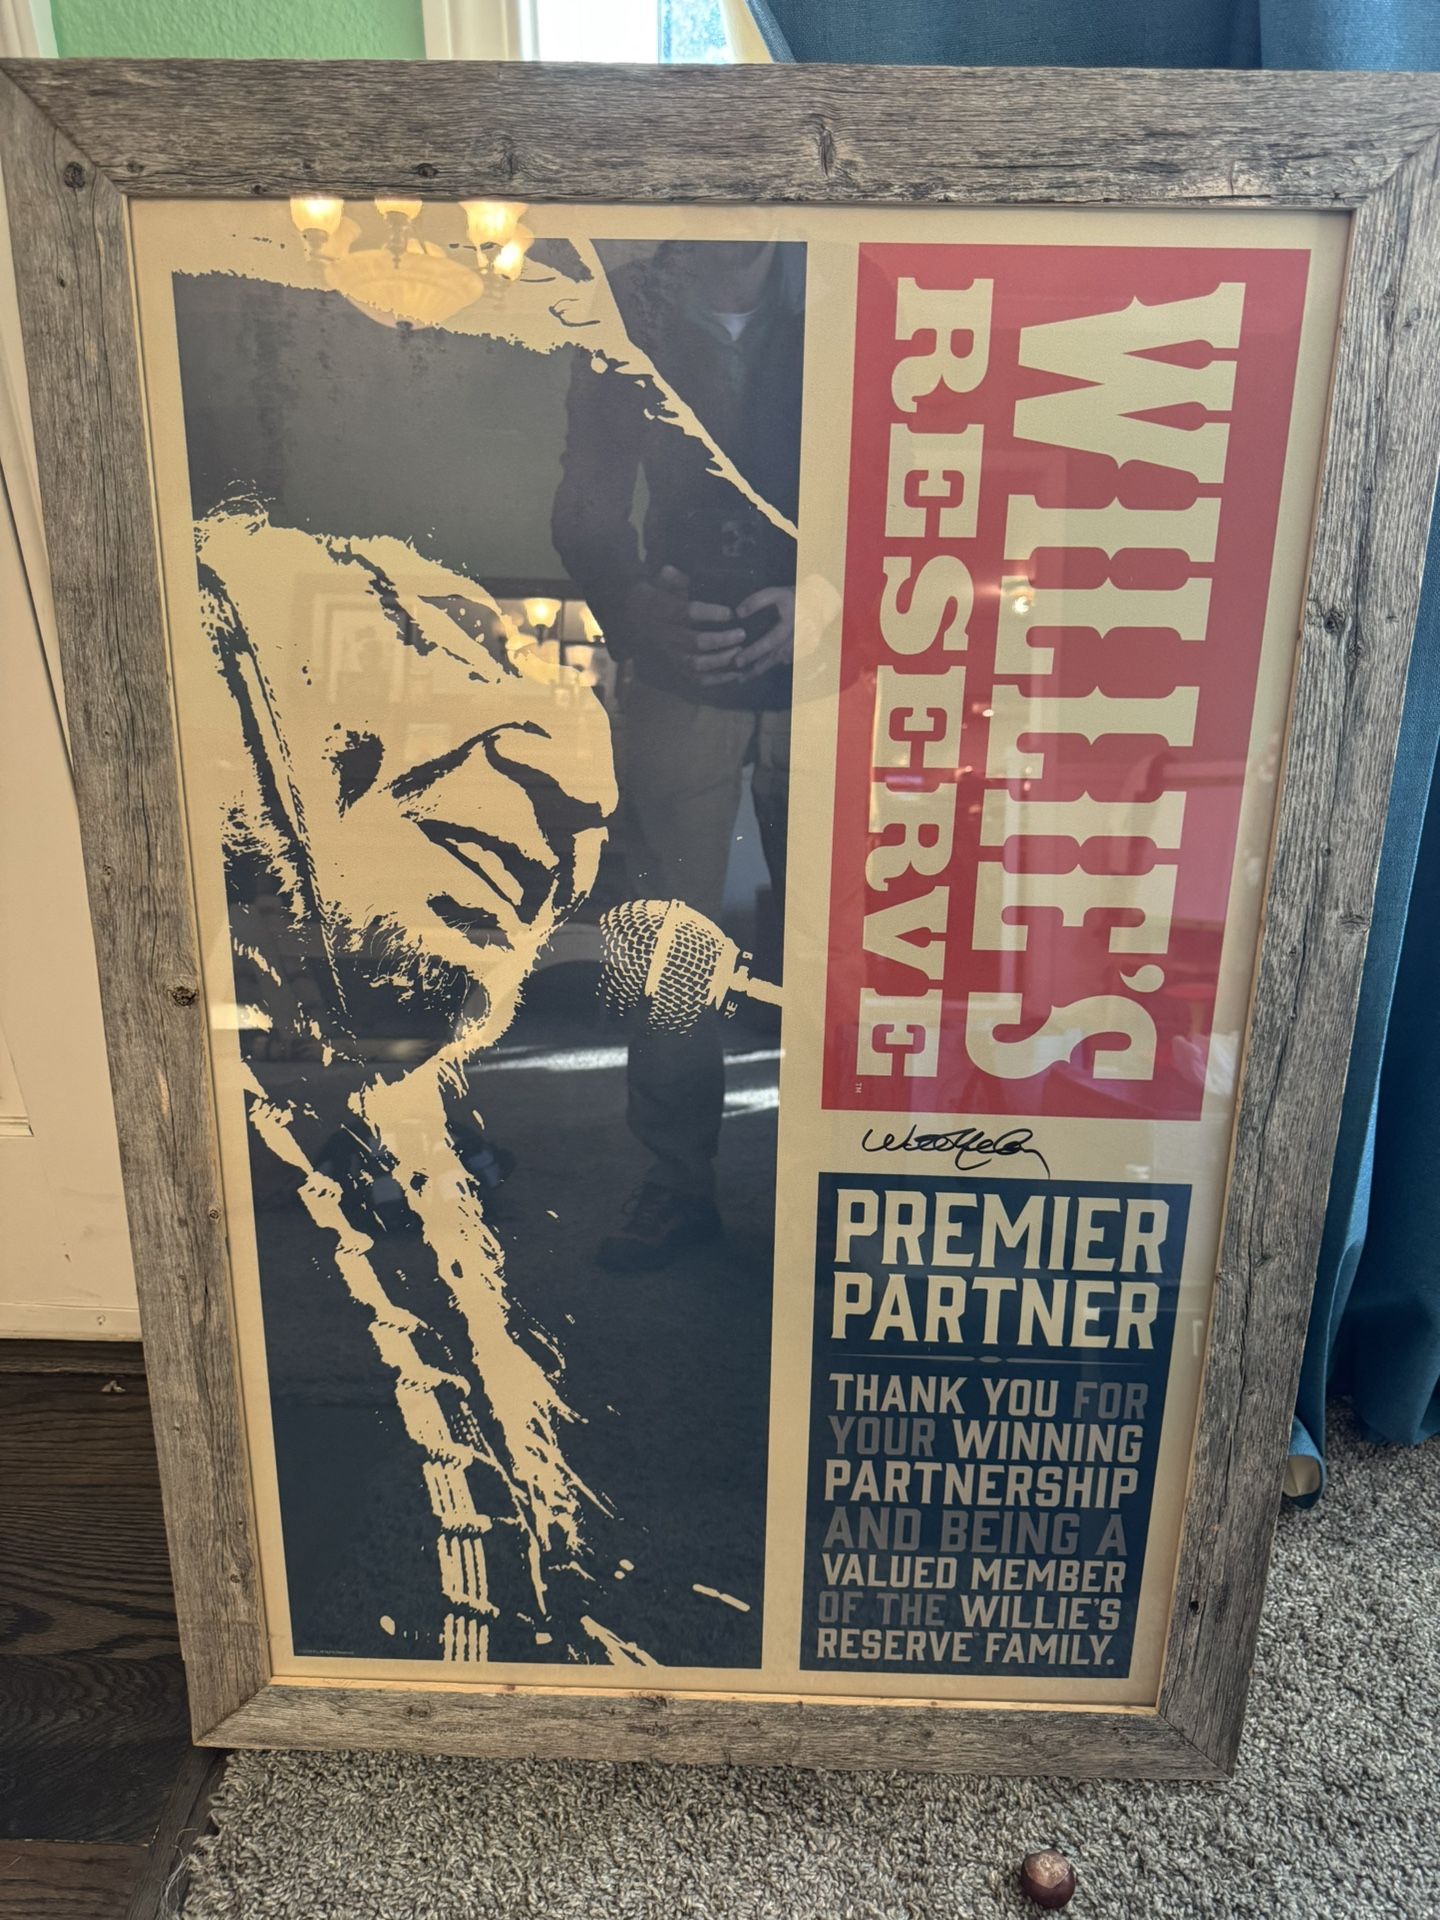 WILLIE'S
RESERVE
TM
PREMIER
PARTNER
THANK YOU FOR
YOUR WINNING
PARTNERSHIP
AND BEING A
VALUED MEMBER
OF THE WILLIE'S
RESERVE FAMILY.